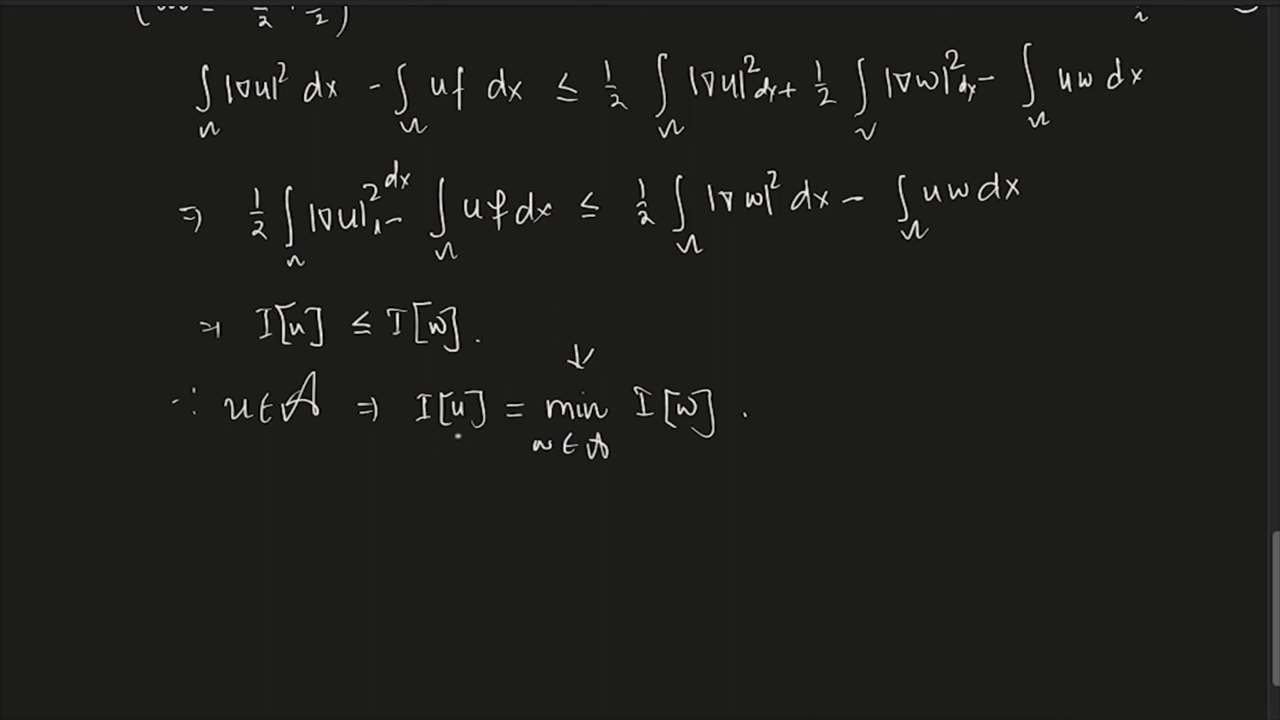 ∫_Ω |∇u|² dx - ∫_Ω uf dx ≤ 1/2 ∫_Ω |∇u|² dx + 1/2 ∫_Ω |∇w|² dx - ∫_Ω uw dx
⇒ 1/2 ∫_Ω |∇u|² dx - ∫_Ω uf dx ≤ 1/2 ∫_Ω |∇w|² dx - ∫_Ω uw dx
⇒ I[u] ≤ I[w].
∵ u ∈ A ⇒ I[u] = min_{w ∈ A} I[w].